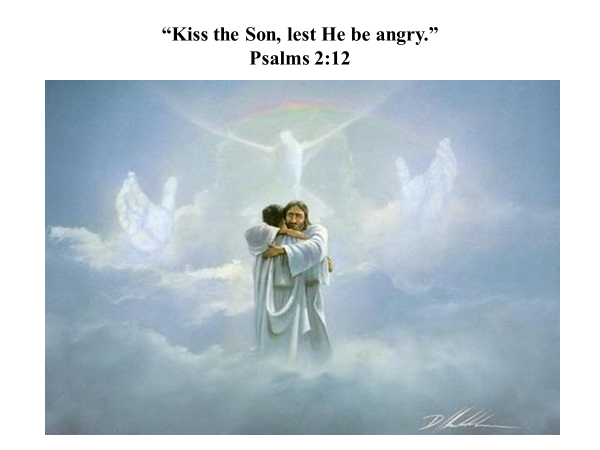 “Kiss the Son, lest He be angry.”
Psalms 2:12